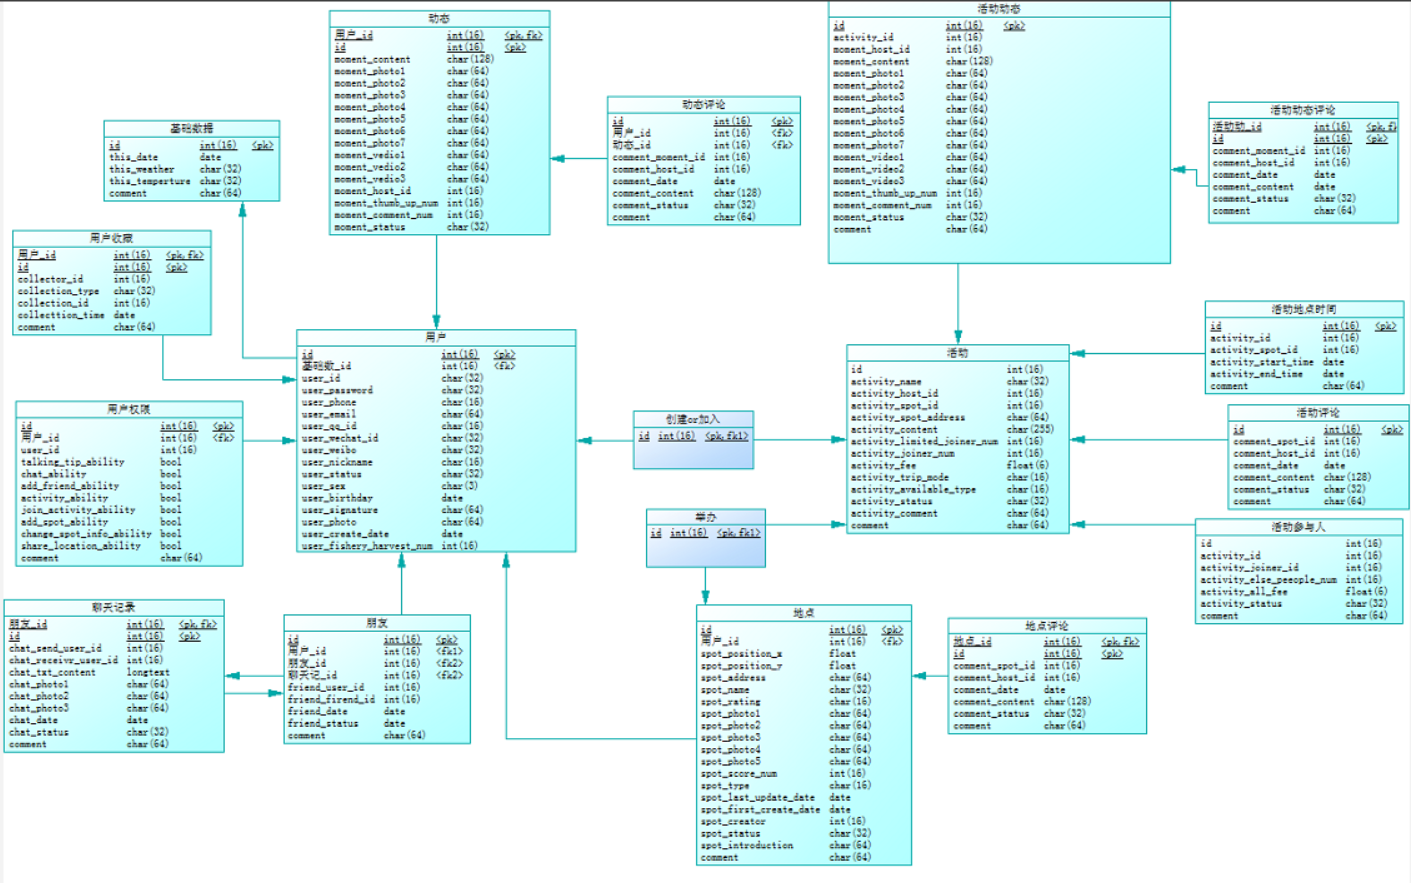 动态
用户_id int(16) <pk,fk>
id int(16) <pk>
moment_content char(128)
moment_photo1 char(64)
moment_photo2 char(64)
moment_photo3 char(64)
moment_photo4 char(64)
moment_photo5 char(64)
moment_photo6 char(64)
moment_photo7 char(64)
moment_vedio1 char(64)
moment_vedio2 char(64)
moment_vedio3 char(64)
moment_host_id int(16)
moment_thumb_up_num int(16)
moment_comment_num int(16)
moment_status char(32)
活动动态
id int(16) <pk>
activity_id int(16)
moment_host_id int(16)
moment_content char(128)
moment_photo1 char(64)
moment_photo2 char(64)
moment_photo3 char(64)
moment_photo4 char(64)
moment_photo5 char(64)
moment_photo6 char(64)
moment_photo7 char(64)
moment_video1 char(64)
moment_video2 char(64)
moment_video3 char(64)
moment_thumb_up_num int(16)
moment_comment_num int(16)
moment_status char(32)
comment char(64)
动态评论
id int(16) <pk>
用户_id int(16) <fk>
动态_id int(16) <fk>
comment_moment_id int(16)
comment_host_id int(16)
comment_date date
comment_content char(128)
comment_status char(32)
comment char(64)
活动动态评论
活动动_id int(16) <pk,fk
id int(16) <pk>
comment_moment_id int(16)
comment_host_id int(16)
comment_date date
comment_content date
comment_status char(32)
comment char(64)
基础数据
id int(16) <pk>
this_date date
this_weather char(32)
this_temperture char(32)
comment char(64)
用户收藏
用户_id int(16) <pk,fk>
id int(16) <pk>
collector_id int(16)
collection_type char(32)
collection_id int(16)
collecttion_time date
comment char(64)
用户
id int(16) <pk>
基础数_id int(16) <fk>
user_id char(32)
user_password char(32)
user_phone char(16)
user_email char(64)
user_qq_id char(16)
user_wechat_id char(32)
user_weibo char(32)
user_nickname char(16)
user_status char(32)
user_sex char(3)
user_birthday date
user_signature char(64)
user_photo char(64)
user_create_date date
user_fishery_harvest_num int(16)
活动
id int(16)
activity_name char(32)
activity_host_id int(16)
activity_spot_id int(16)
activity_spot_address char(64)
activity_content char(255)
activity_limited_joiner_num int(16)
activity_joiner_num int(16)
activity_fee float(6)
activity_trip_mode char(16)
activity_available_type char(16)
activity_status char(32)
activity_comment char(64)
comment char(64)
活动地点时间
id int(16) <pk>
activity_id int(16)
activity_spot_id int(16)
activity_start_time date
activity_end_time date
comment char(64)
用户权限
id int(16) <pk>
用户_id int(16) <fk>
user_id int(16)
talking_tip_ability bool
chat_ability bool
add_friend_ability bool
activity_ability bool
join_activity_ability bool
add_spot_ability bool
change_spot_info_ability bool
share_location_ability bool
comment char(64)
创建or加入
id int(16) <pk,fk1>
活动评论
id int(16) <pk>
comment_spot_id int(16)
comment_host_id int(16)
comment_date date
comment_content char(128)
comment_status char(32)
comment char(64)
举办
id int(16) <pk,fk1>
活动参与人
id int(16)
activity_id int(16)
activity_joiner_id int(16)
activity_else_peeople_num int(16)
activity_all_fee float(6)
activity_status char(32)
comment char(64)
聊天记录
朋友_id int(16) <pk,fk>
id int(16) <pk>
chat_send_user_id int(16)
chat_receivr_user_id int(16)
chat_txt_content longtext
chat_photo1 char(64)
chat_photo2 char(64)
chat_photo3 char(64)
chat_date date
chat_status char(32)
comment char(64)
朋友
id int(16) <pk>
用户_id int(16) <fk1>
朋友_id int(16) <fk2>
聊天记_id int(16) <fk2>
friend_user_id int(16)
friend_firend_id int(16)
friend_date date
friend_status date
comment char(64)
地点
id int(16) <pk>
用户_id int(16) <fk>
spot_position_x float
spot_position_y float
spot_address char(64)
spot_name char(32)
spot_rating char(16)
spot_photo1 char(64)
spot_photo2 char(64)
spot_photo3 char(64)
spot_photo4 char(64)
spot_photo5 char(64)
spot_score_num int(16)
spot_type char(16)
spot_last_update_date date
spot_first_create_date date
spot_creator int(16)
spot_status char(32)
spot_introduction char(64)
comment char(64)
地点评论
地点_id int(16) <pk,fk>
id int(16) <pk>
comment_spot_id int(16)
comment_host_id int(16)
comment_date date
comment_content char(128)
comment_status char(32)
comment char(64)